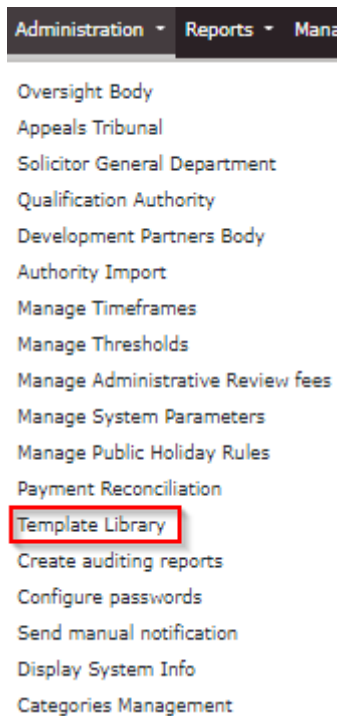 Administration Reports Mana
Oversight Body
Appeals Tribunal
Solicitor General Department
Qualification Authority
Development Partners Body
Authority Import
Manage Timeframes
Manage Thresholds
Manage Administrative Review fees
Manage System Parameters
Manage Public Holiday Rules
Payment Reconciliation
Template Library
Create auditing reports
Configure passwords
Send manual notification
Display System Info
Categories Management